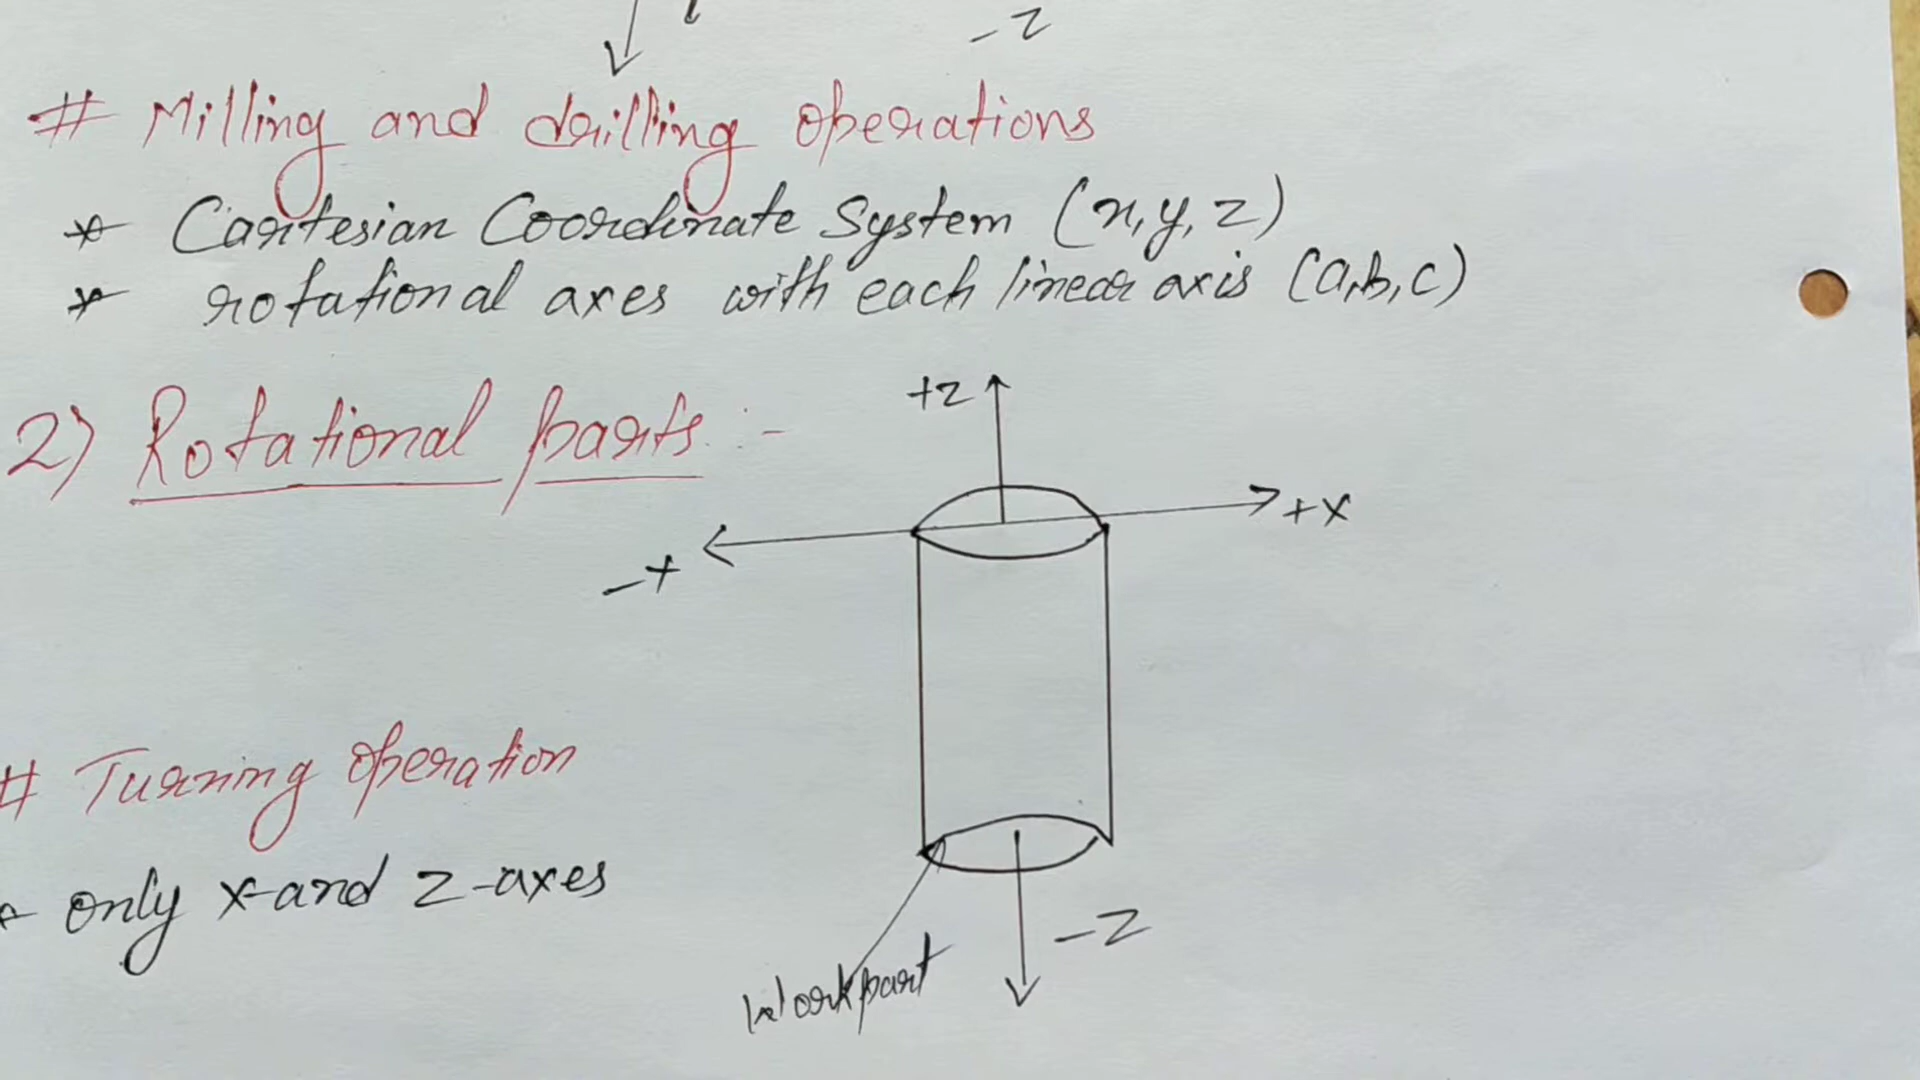 -Z
# Milling and drilling operations
* Cartesian Coordinate System (x,y,z)
* rotational axes with each linear axis (a,b,c)
2) Rotational parts :-
+z
+x
-x
# Turning operation
* only x-and z-axes
-Z
Workpart